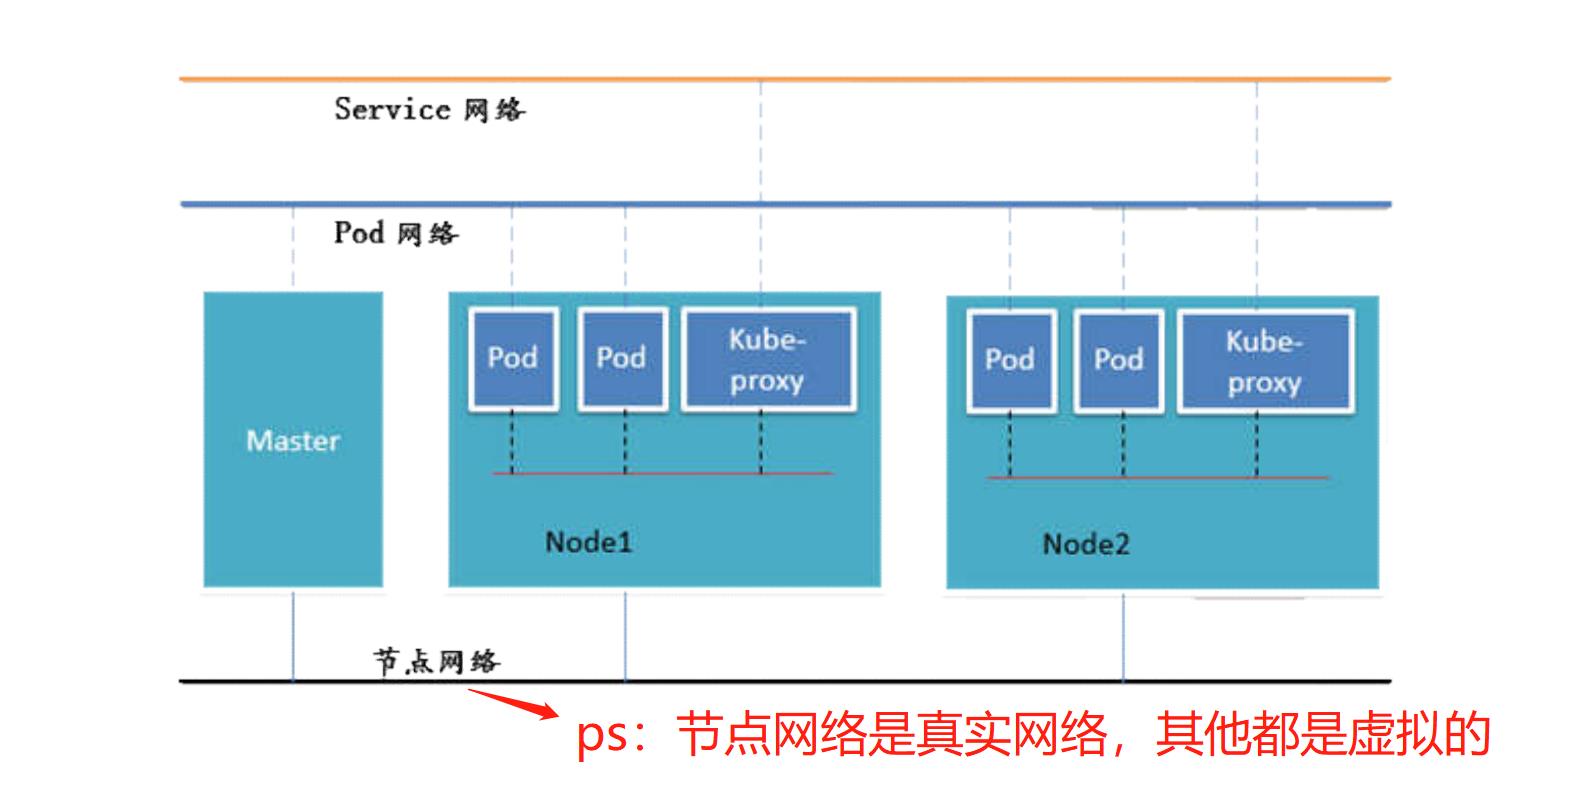 Service 网络
Pod 网络
Master
Pod
Pod
Kube-
proxy
Node1
Pod
Pod
Kube-
proxy
Node2
节点网络
ps：节点网络是真实网络，其他都是虚拟的